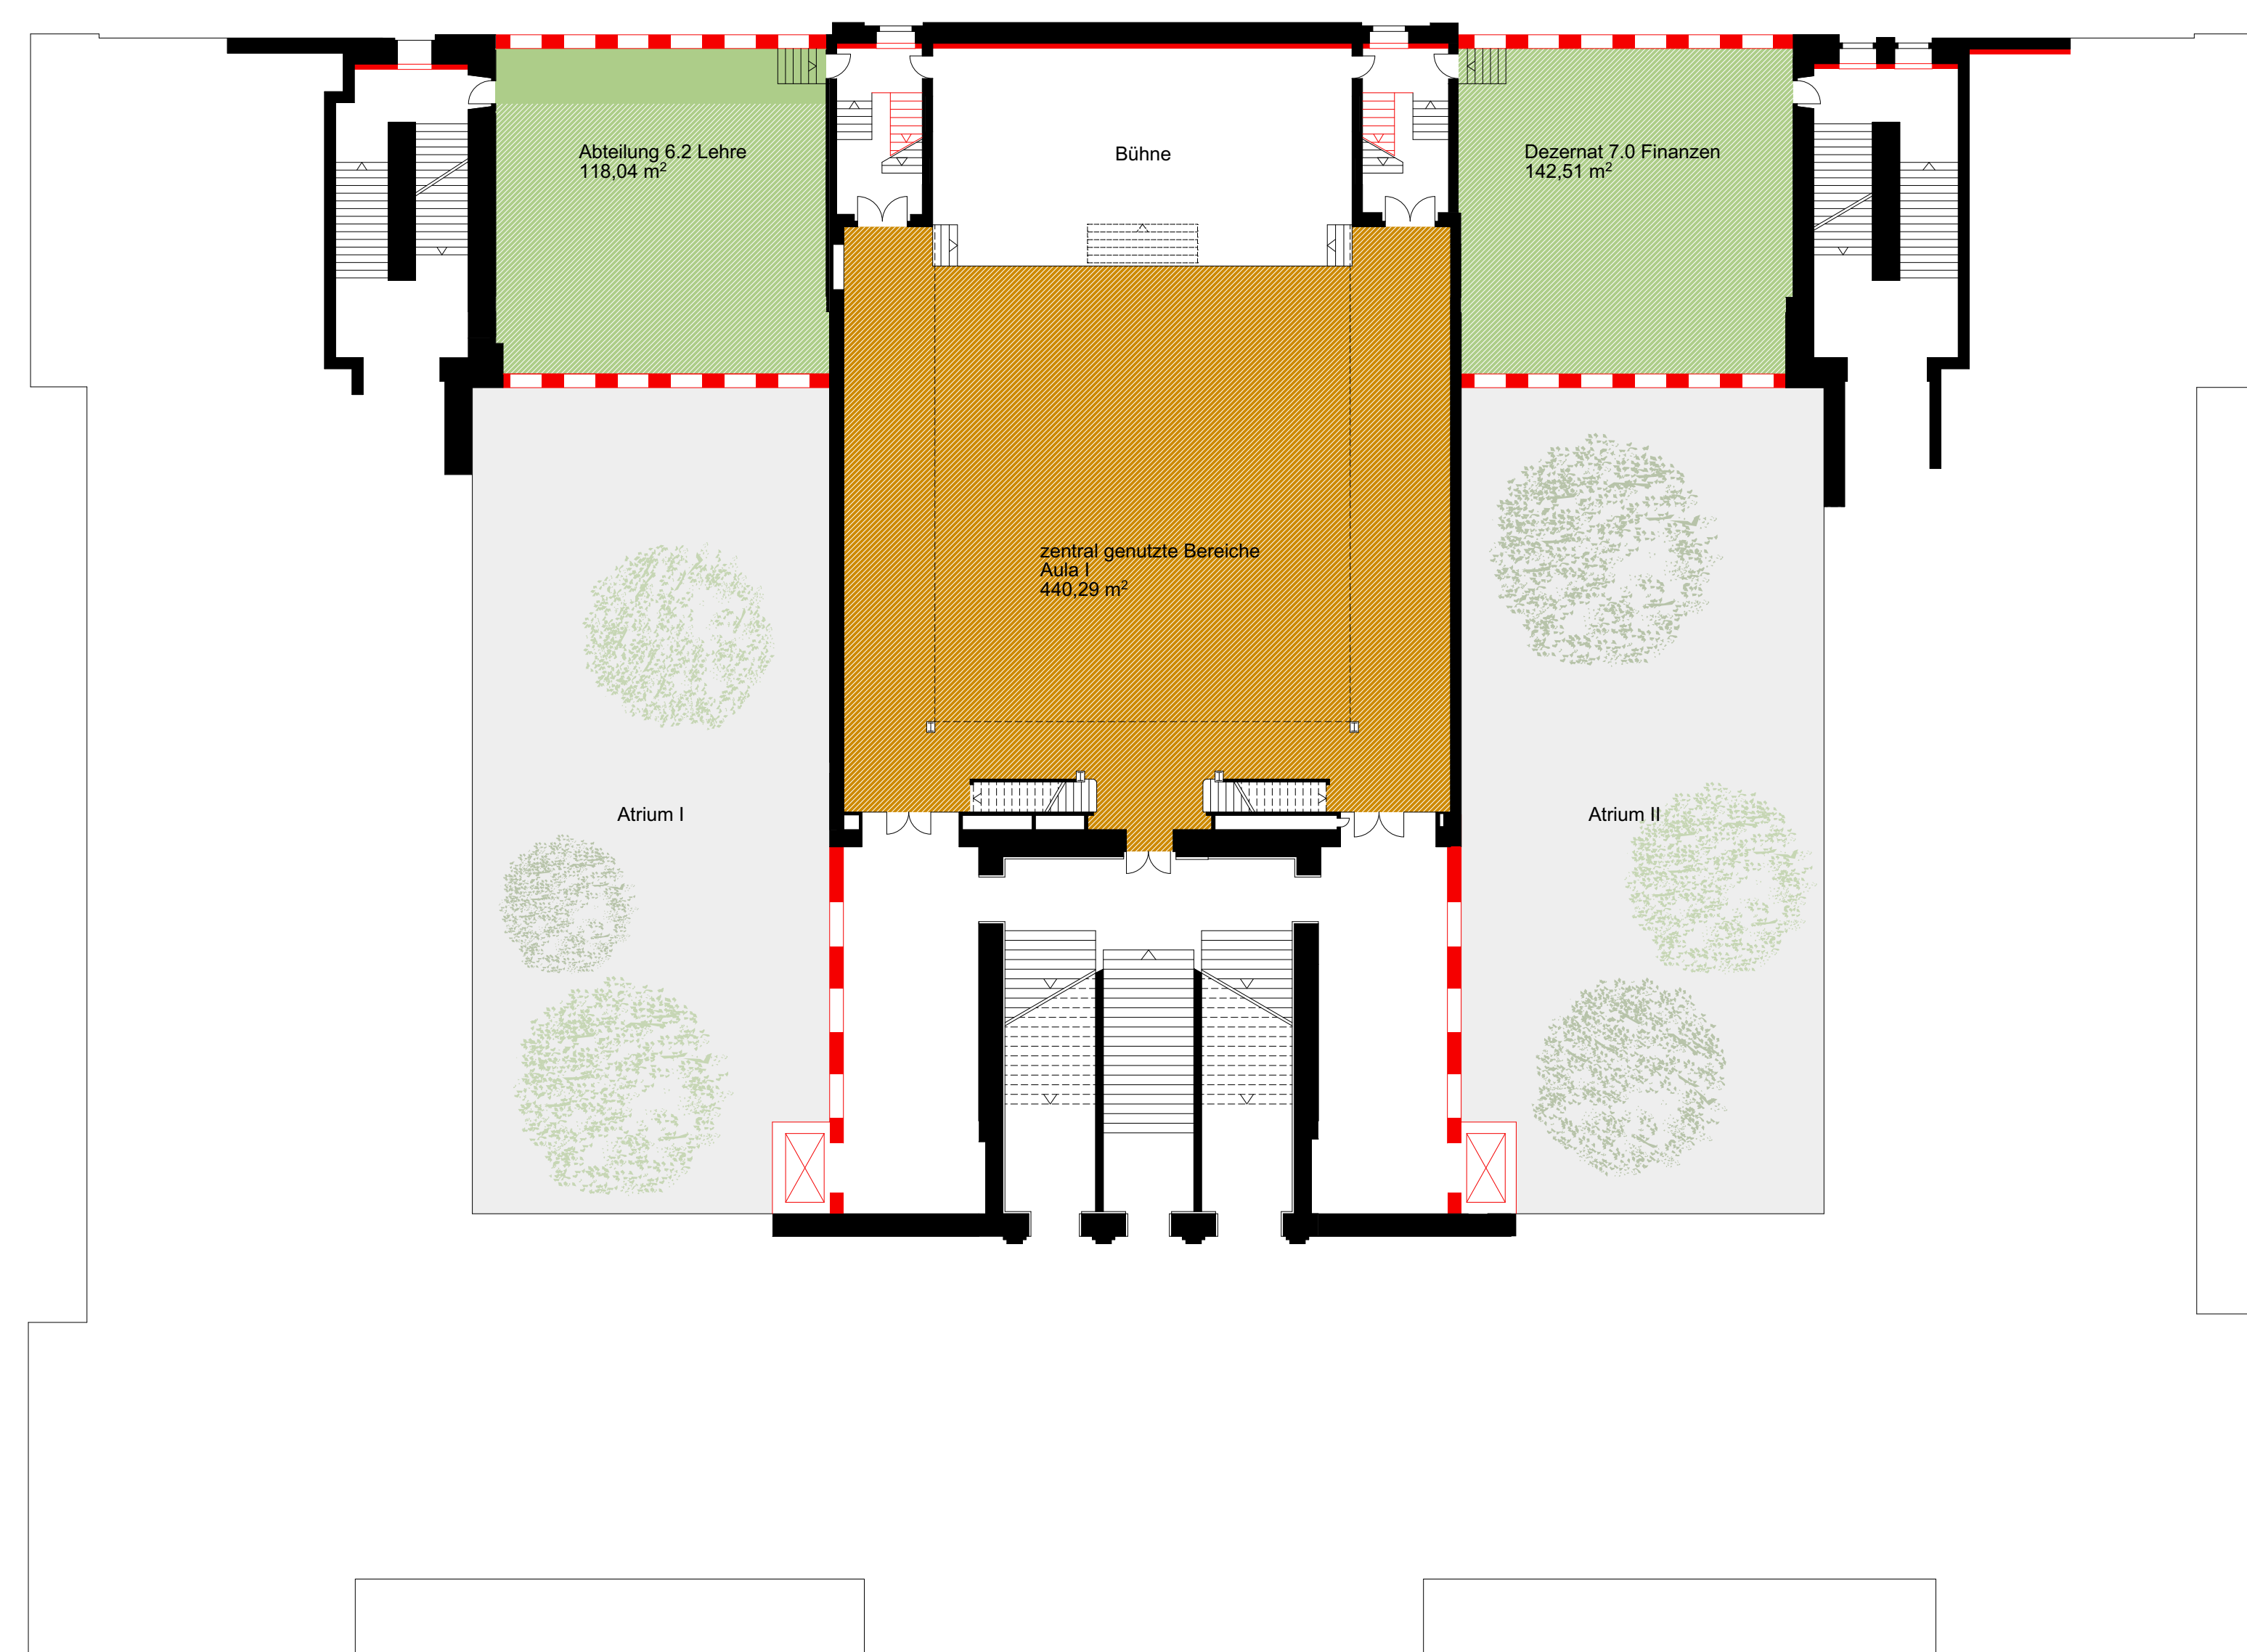 Abteilung 6.2 Lehre
118,04 m²
Bühne
Dezernat 7.0 Finanzen
142,51 m²
zentral genutzte Bereiche
Aula I
440,29 m²
Atrium I
Atrium II